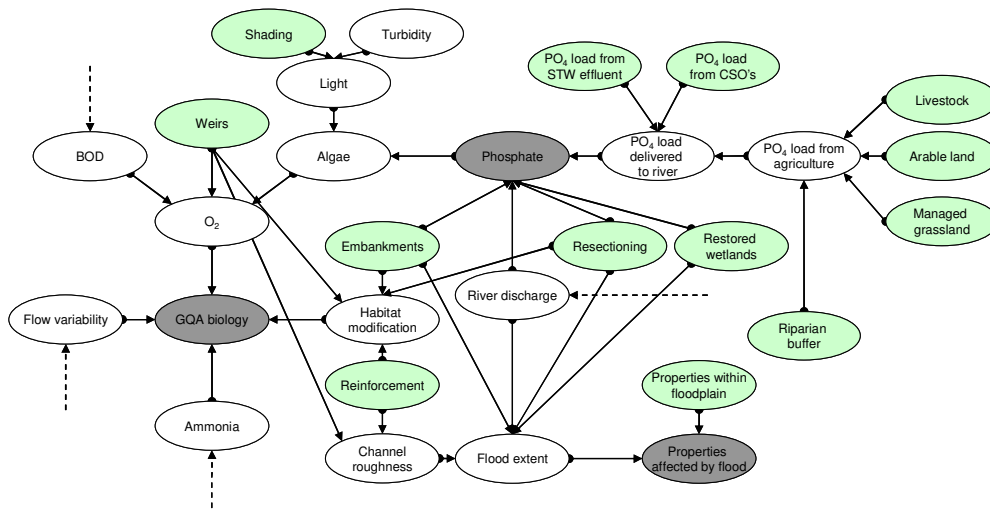 Shading
Turbidity
PO₄ load from
STW effluent
PO₄ load
from CSO's
Light
Livestock
Weirs
BOD
Algae
Phosphate
PO₄ load
delivered
to river
PO₄ load from
agriculture
Arable land
O₂
Managed
grassland
Embankments
Resectioning
Restored
wetlands
River discharge
Flow variability
GQA biology
Habitat
modification
Riparian
buffer
Reinforcement
Properties within
floodplain
Ammonia
Channel
roughness
Flood extent
Properties
affected by flood